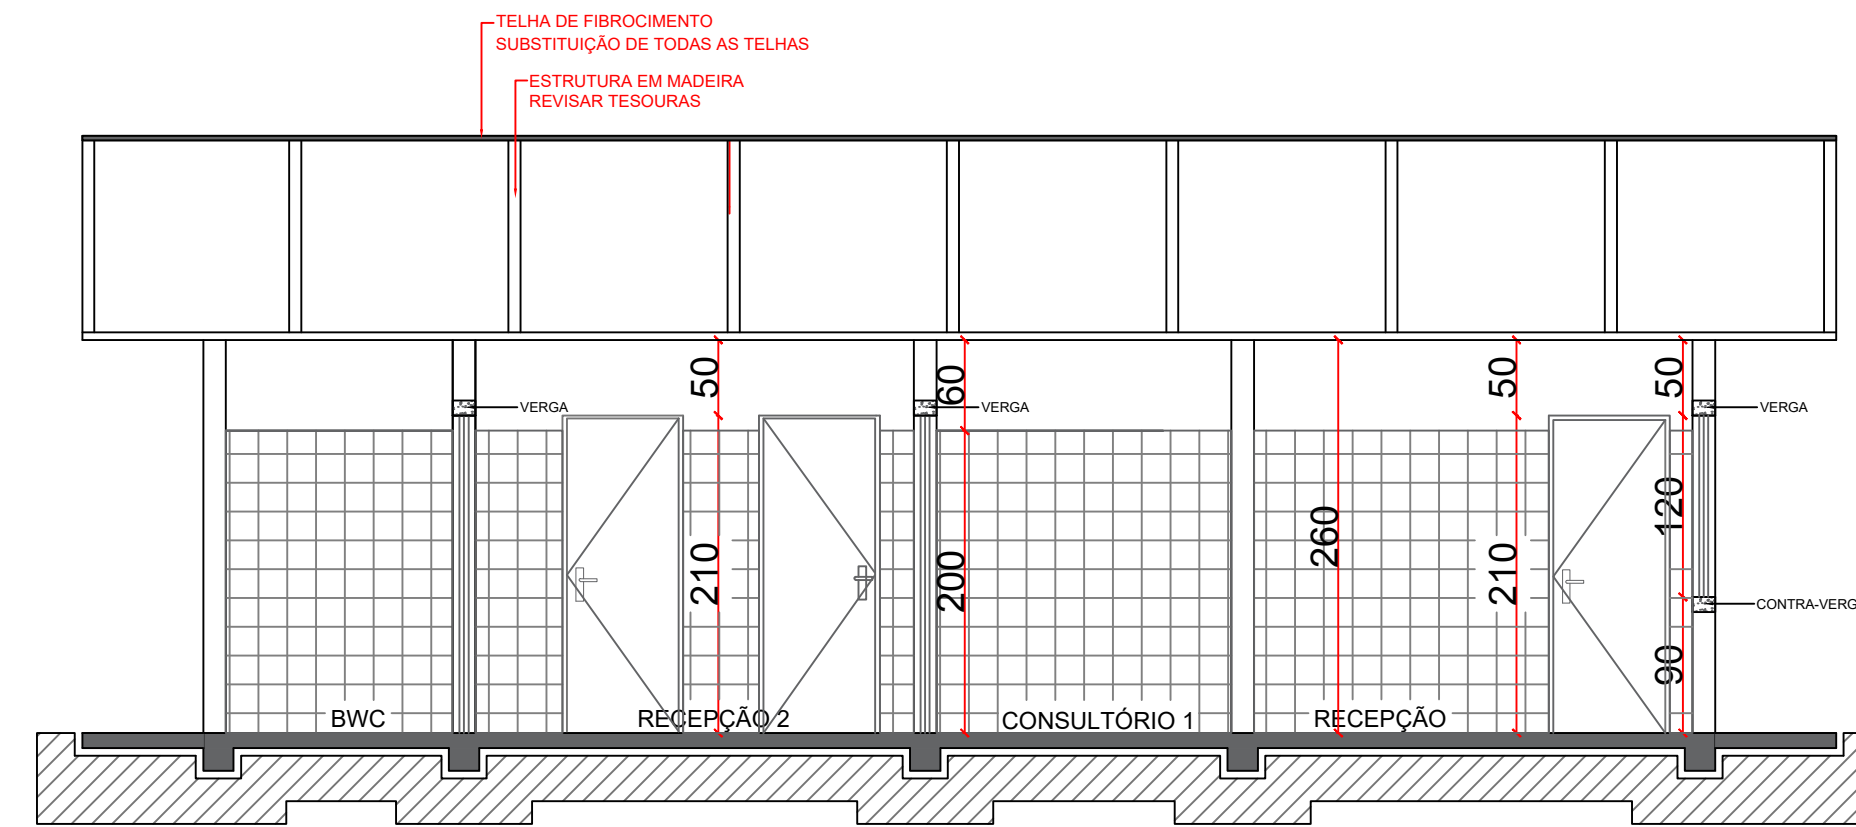 TELHA DE FIBROCIMENTO
SUBSTITUIÇÃO DE TODAS AS TELHAS
ESTRUTURA EM MADEIRA
REVISAR TESOURAS
50
60
50
50
VERGA
VERGA
VERGA
120
260
210
200
210
CONTRA-VERG
90
BWC
RECEPÇÃO 2
CONSULTÓRIO 1
RECEPÇÃO